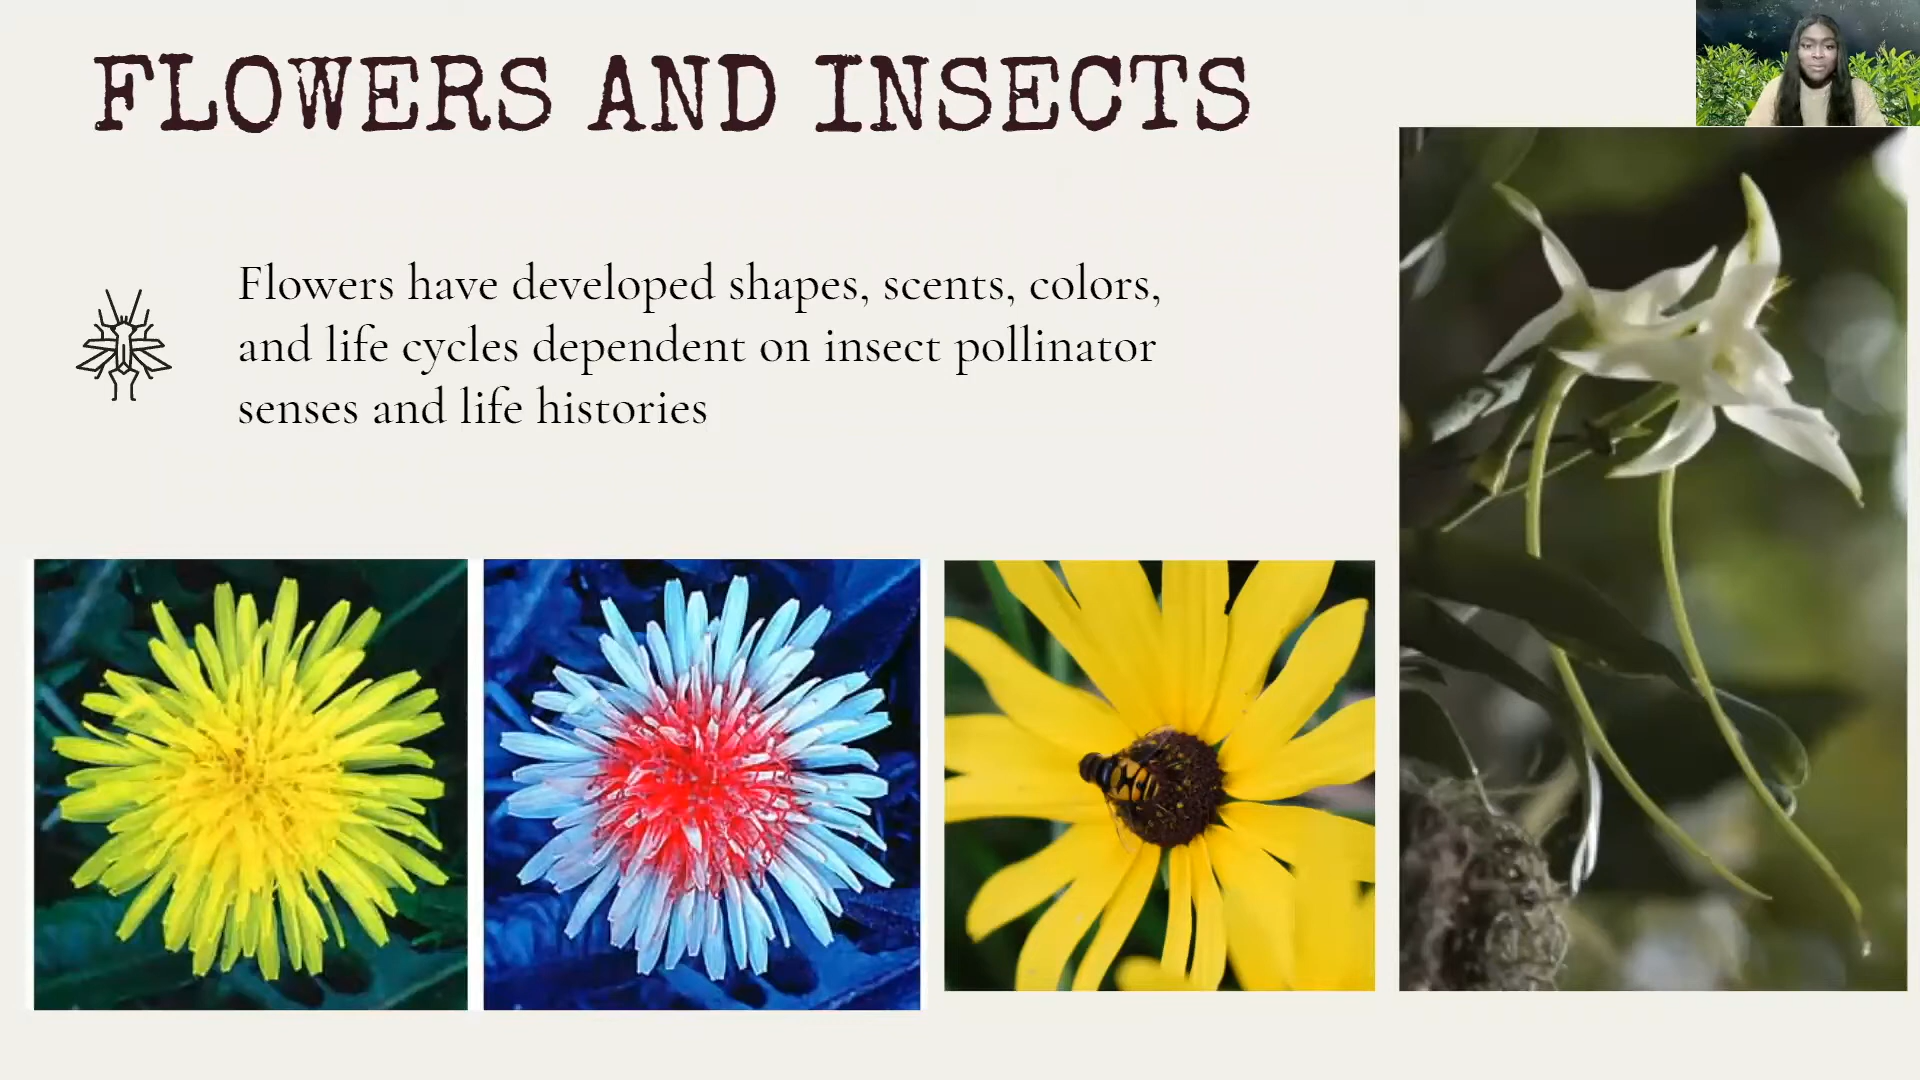 FLOWERS AND INSECTS
Flowers have developed shapes, scents, colors,
and life cycles dependent on insect pollinator
senses and life histories